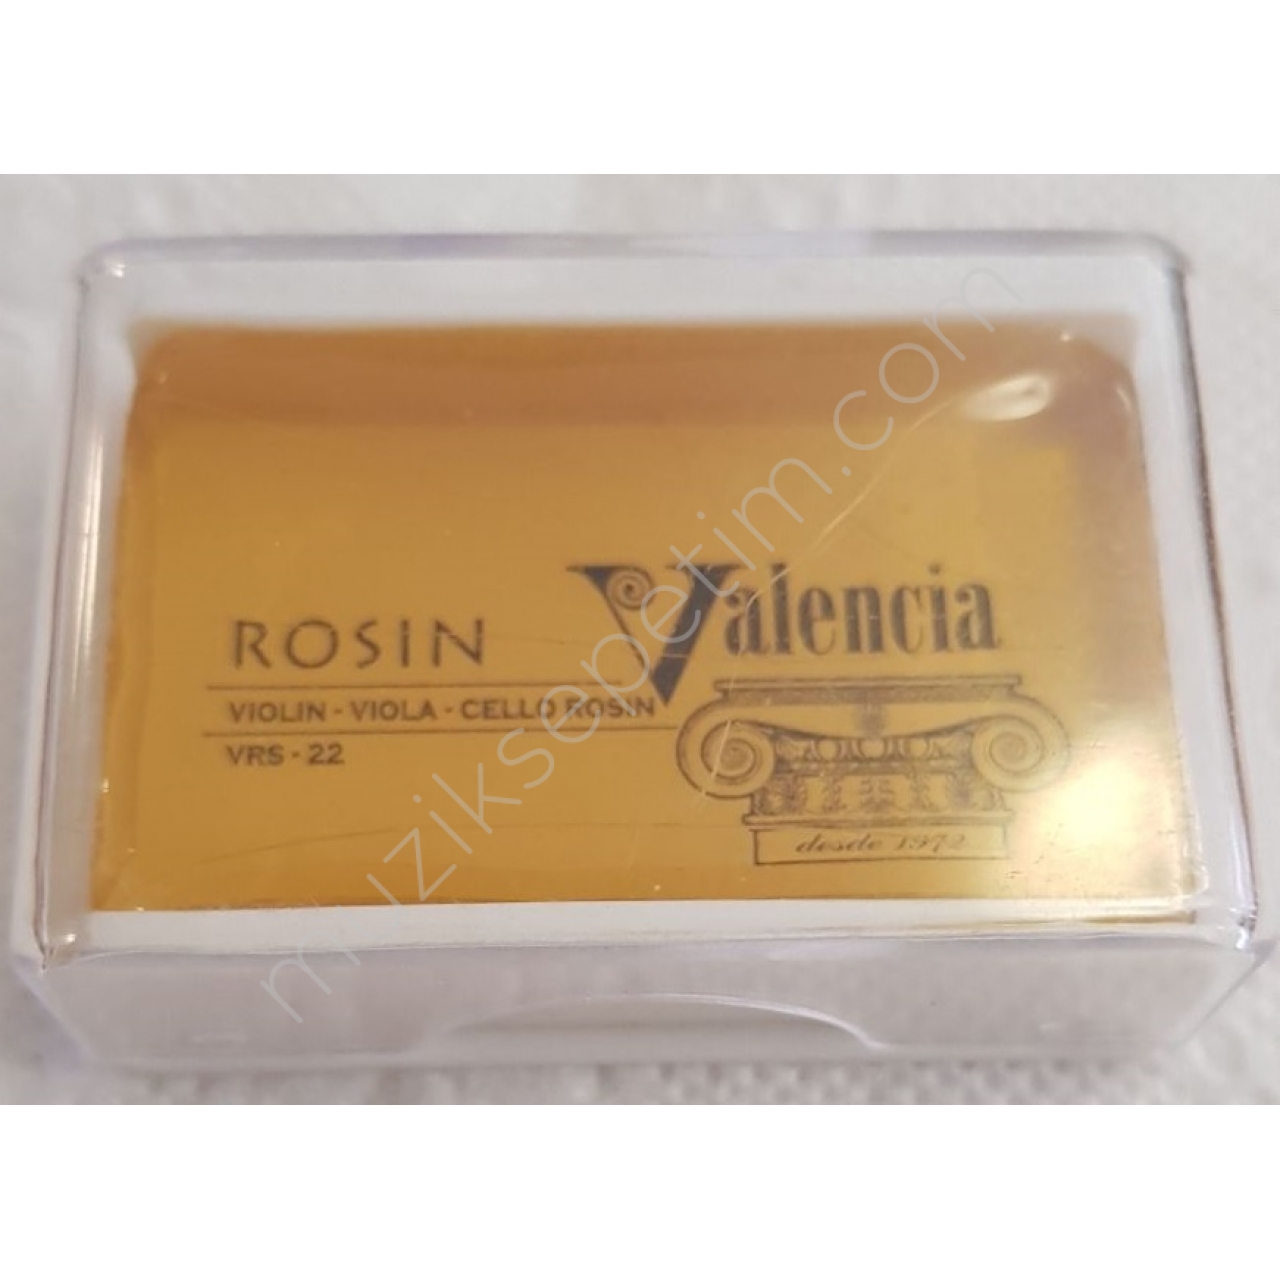 Valencia
ROSiN
VIOLIN - VIOLA - CELLO ROSIN
VRS - 22
desde 1972
muziksepetim.com